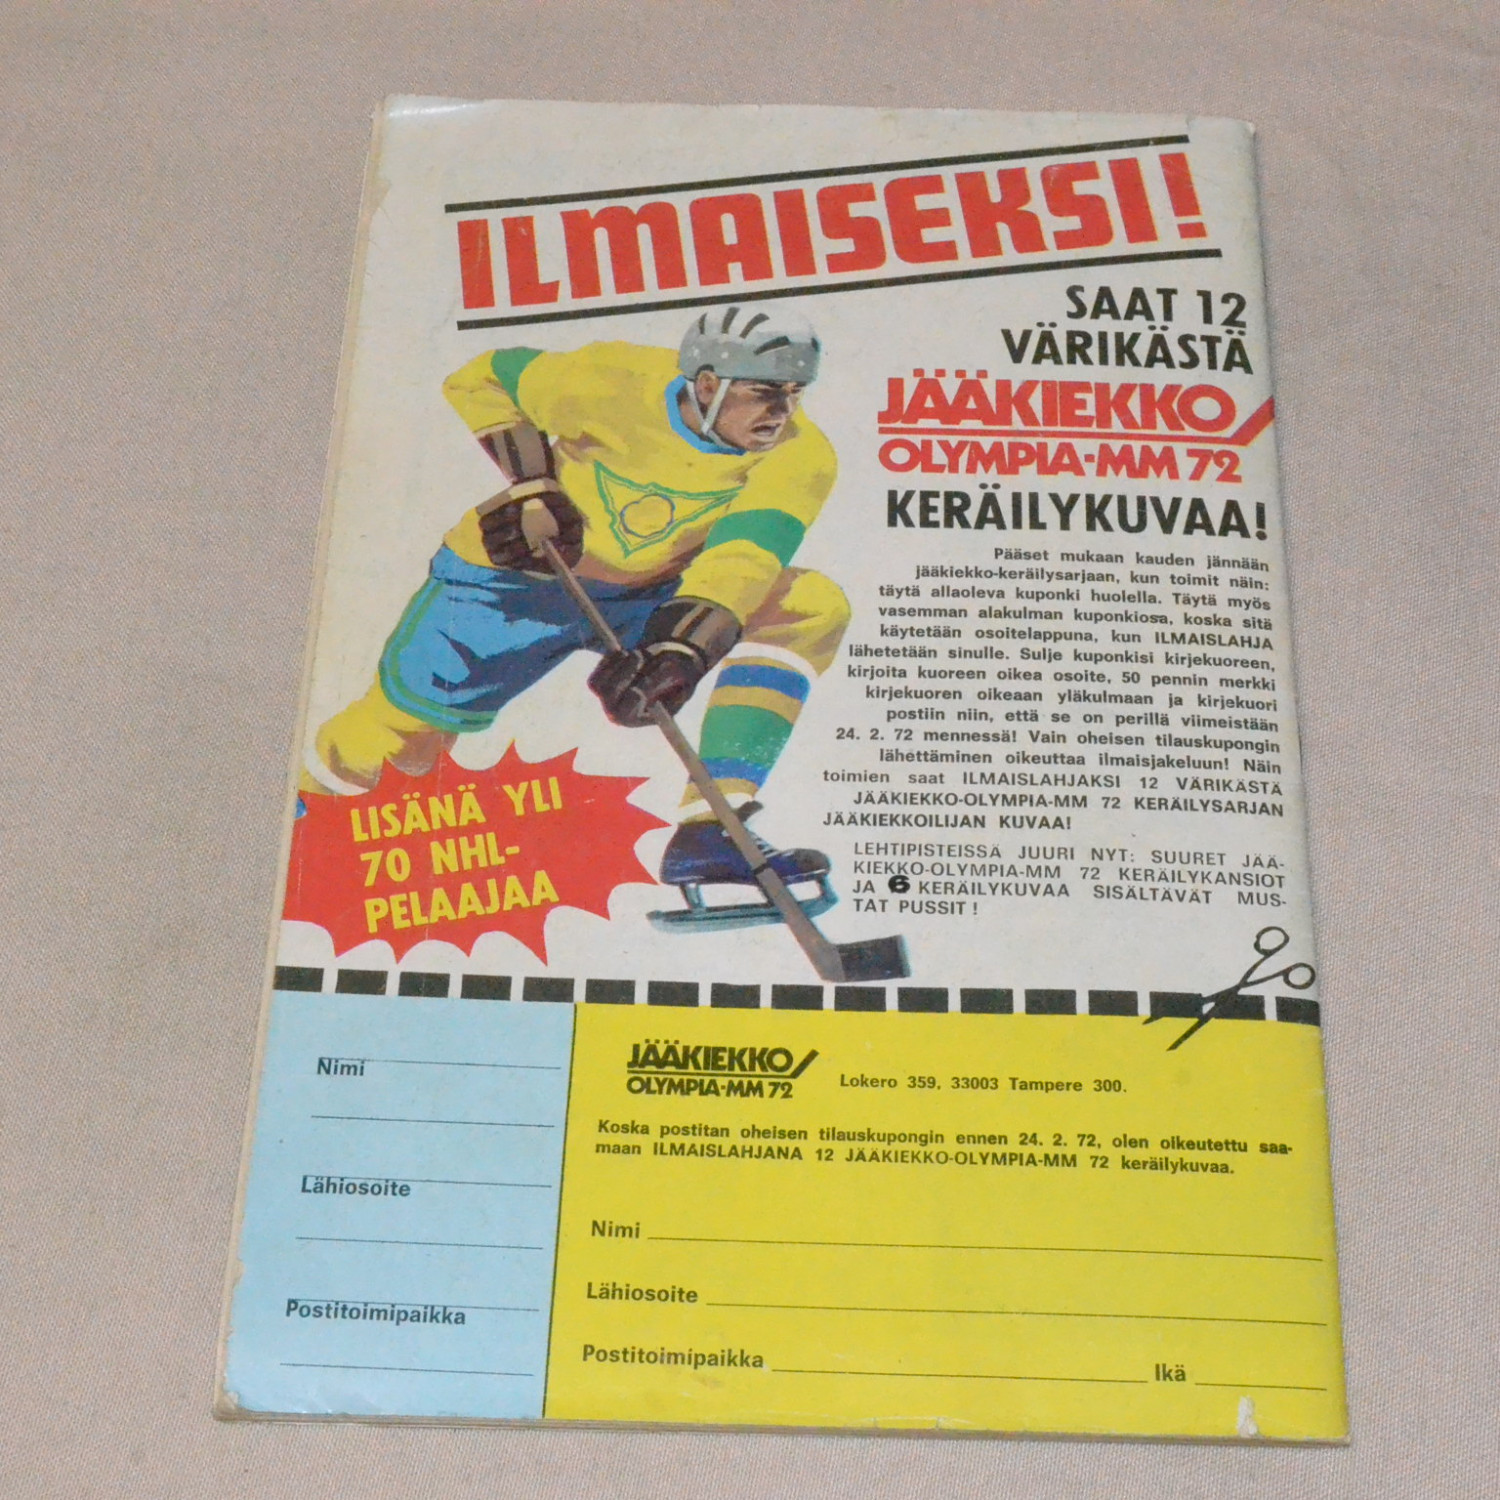 ILMAISEKSI!
SAAT 12
VÄRIKÄSTÄ
JÄÄKIEKKO
OLYMPIA-MM 72
KERÄILYKUVAA!
Pääset mukaan kauden jännään
jääkiekko-keräilysarjaan, kun toimit näin:
täytä allaoleva kuponki huolella. Täytä myös
vasemman alakulman kuponkiosa, koska sitä
käytetään osoitelappuna, kun ILMAISLAHJA
lähetetään sinulle. Sulje kuponkisi kirjekuoreen,
kirjoita kuoreen oikea osoite, 50 pennin merkki
kirjekuoren oikeaan yläkulmaan ja kirjekuori
postiin niin, että se on perillä viimeistään
24. 2. 72 mennessä! Vain oheisen tilauskupongin
lähettäminen oikeuttaa ilmaisjakeluun! Näin
toimien saat ILMAISLAHJAKSI 12 VÄRIKÄSTÄ
JÄÄKIEKKO-OLYMPIA-MM 72 KERÄILYSARJAN
JÄÄKIEKKOILIJAN KUVAA!
LEHTIPISTEISSÄ JUURI NYT: SUURET JÄÄ-
KIEKKO-OLYMPIA-MM 72 KERÄILYKANSIOT
JA 6 KERÄILYKUVAA SISÄLTÄVÄT MUS-
TAT PUSSIT!
LISÄNÄ YLI
70 NHL-
PELAAJAA
Nimi
Lähiosoite
Postitoimipaikka
JÄÄKIEKKO
OLYMPIA-MM 72
Lokero 359, 33003 Tampere 300.
Koska postitan oheisen tilauskupongin ennen 24. 2. 72, olen oikeutettu saa-
maan ILMAISLAHJANA 12 JÄÄKIEKKO-OLYMPIA-MM 72 keräilykuvaa.
Nimi
Lähiosoite
Postitoimipaikka Ikä